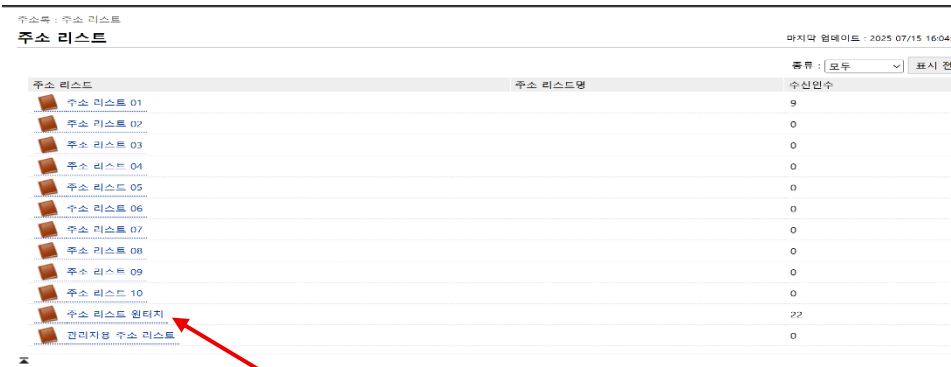 주소록 : 주소 리스트
주소 리스트
마지막 업데이트 : 2025 07/15 16:04:
종류 : 모두 표시 전
주소 리스트 주소 리스트명 수신인수
주소 리스트 01 9
주소 리스트 02 0
주소 리스트 03 0
주소 리스트 04 0
주소 리스트 05 0
주소 리스트 06 0
주소 리스트 07 0
주소 리스트 08 0
주소 리스트 09 0
주소 리스트 10 0
주소 리스트 원터치 22
관리자용 주소 리스트 0